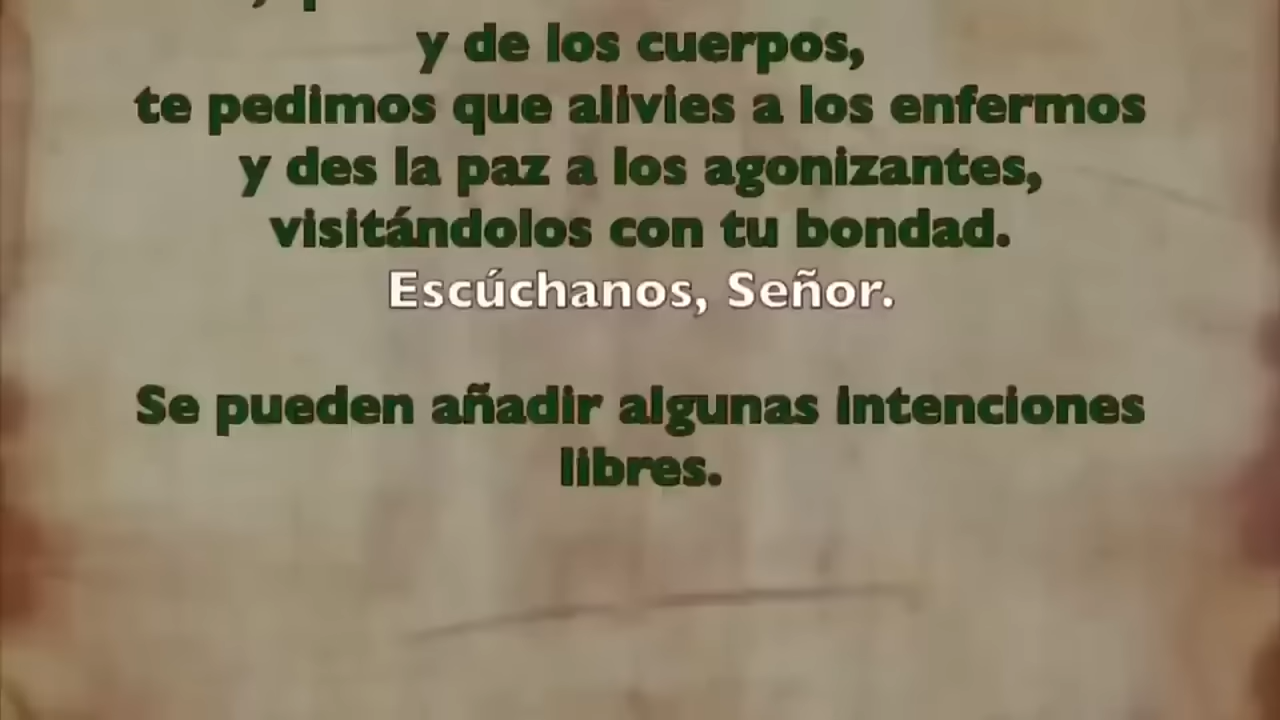 y de los cuerpos,
te pedimos que alivies a los enfermos
y des la paz a los agonizantes,
visitándolos con tu bondad.
Escúchanos, Señor.
Se pueden añadir algunas intenciones
libres.